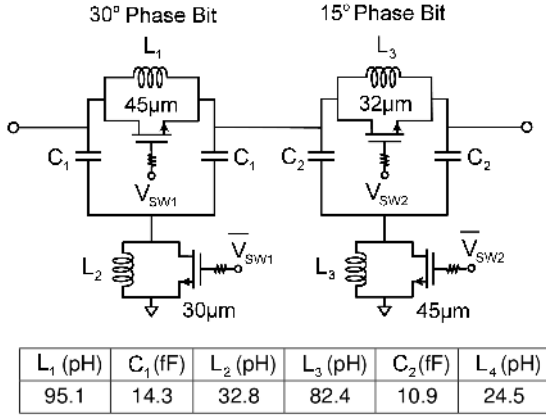 30° Phase Bit 15° Phase Bit
L1 L3
45μm 32μm
C1 C1 C2 C2
VSW1 VSW2
L2 V̅SW1 L3 V̅SW2
30μm 45μm
L1 (pH) C1 (fF) L2 (pH) L3 (pH) C2 (fF) L4 (pH)
95.1 14.3 32.8 82.4 10.9 24.5